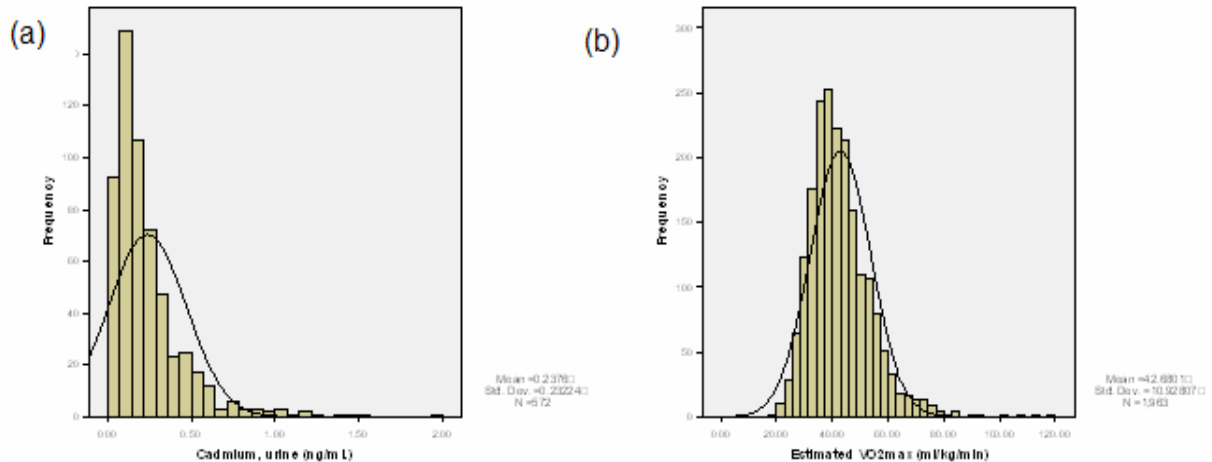 (a)
Frequency
0
120
100
80
60
40
20
0
0.00 0.50 1.00 1.50 2.00
Cadmium, urine (ng/mL)
Mean =0.2376
Std. Dev. =0.23224
N =572
(b)
Frequency
300
250
200
150
100
50
0
0.00 20.00 40.00 60.00 80.00 100.00 120.00
Estimated VO2max (ml/kg/min)
Mean =42.6801
Std. Dev. =10.92807
N =1,963